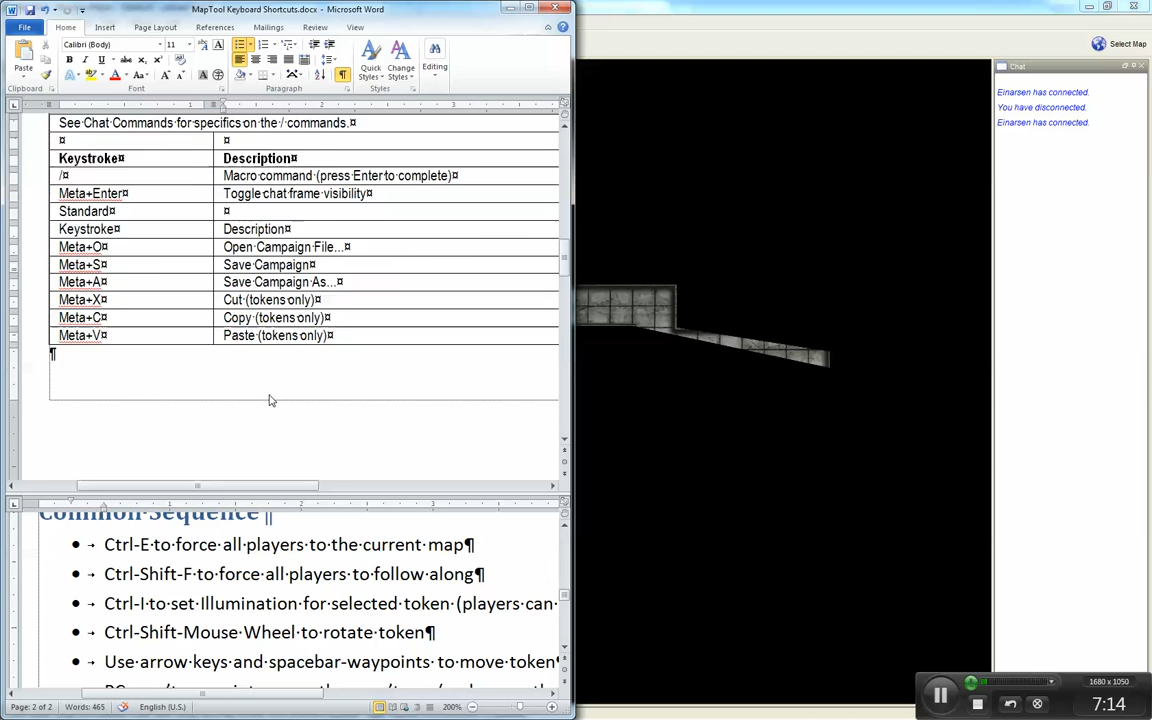 MapTool Keyboard Shortcuts.docx - Microsoft Word
File Home Insert Page Layout References Mailings Review View
Calibri (Body) 11
Paste
Quick Styles
Change Styles
Editing
Clipboard Font Paragraph Styles
See·Chat·Commands·for·specifics·on·the·/·commands.¤
¤ ¤
Keystroke¤ Description¤
/¤ Macro·command·(press·Enter·to·complete)¤
Meta+Enter¤ Toggle·chat·frame·visibility¤
Standard¤ ¤
Keystroke¤ Description¤
Meta+O¤ Open·Campaign·File...¤
Meta+S¤ Save·Campaign¤
Meta+A¤ Save·Campaign·As...¤
Meta+X¤ Cut·(tokens·only)¤
Meta+C¤ Copy·(tokens·only)¤
Meta+V¤ Paste·(tokens·only)¤
¶
Common·Sequence·¶
•→Ctrl-E·to·force·all·players·to·the·current·map¶
•→Ctrl-Shift-F·to·force·all·players·to·follow·along¶
•→Ctrl-I·to·set·Illumination·for·selected·token·(players·can·
•→Ctrl-Shift-Mouse·Wheel·to·rotate·token¶
•→Use·arrow·keys·and·spacebar-waypoints·to·move·token¶
Page: 2 of 2 Words: 465 English (U.S.) 200%
Select Map
Chat
Einarsen has connected.
You have disconnected.
Einarsen has connected.
1680 x 1050
7:14